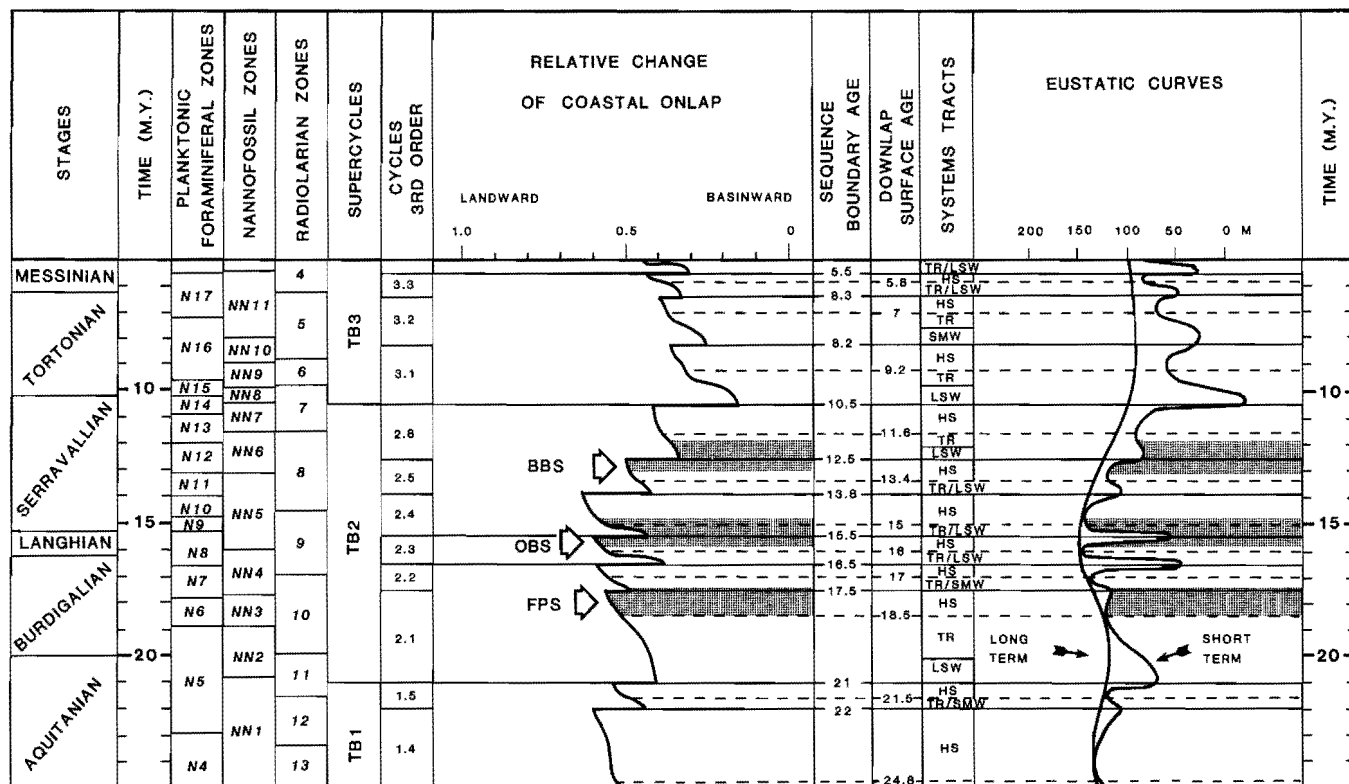 STAGES
TIME (M.Y.)
PLANKTONIC
FORAMINIFERAL ZONES
NANNOFOSSIL ZONES
RADIOLARIAN ZONES
SUPERCYCLES
CYCLES
3RD ORDER
RELATIVE CHANGE
OF COASTAL ONLAP
LANDWARD
BASINWARD
1.0
0.5
0
SEQUENCE
BOUNDARY AGE
DOWNLAP
SURFACE AGE
SYSTEMS TRACTS
EUSTATIC CURVES
200 150 100 50 0 M
TIME (M.Y.)
MESSINIAN
TORTONIAN
SERRAVALLIAN
LANGHIAN
BURDIGALIAN
AQUITANIAN
10
15
20
N17
N16
N15
N14
N13
N12
N11
N10
N9
N8
N7
N6
N5
N4
NN11
NN10
NN9
NN8
NN7
NN6
NN5
NN4
NN3
NN2
NN1
4
5
6
7
8
9
10
11
12
13
TB3
TB2
TB1
3.3
3.2
3.1
2.8
2.5
2.4
2.3
2.2
2.1
1.5
1.4
BBS
OBS
FPS
5.5
8.3
8.2
10.5
12.5
13.8
15.5
16.5
17.5
21
22
5.8
7
9.2
11.6
13.4
15
16
17
18.5
21.5
24.8
TR/LSW
HS
TR/LSW
HS
TR
SMW
HS
TR
LSW
HS
TR
LSW
HS
TR/LSW
HS
TR/LSW
HS
TR/LSW
HS
TR/SMW
HS
TR
LSW
HS
TR/SMW
HS
LONG
TERM
SHORT
TERM
10
15
20